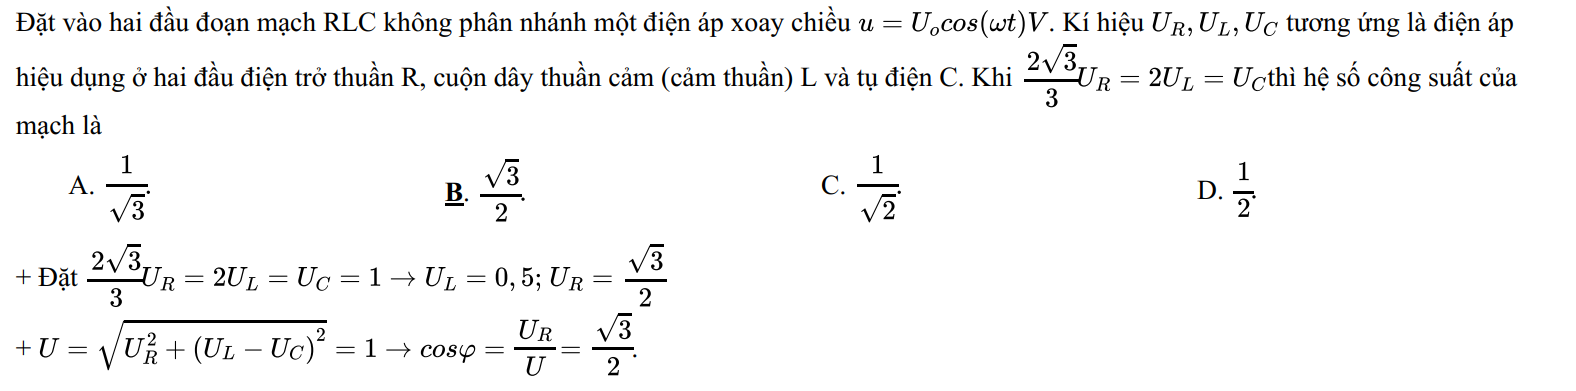 Đặt vào hai đầu đoạn mạch RLC không phân nhánh một điện áp xoay chiều $u = U_o cos(\omega t)V$. Kí hiệu $U_R, U_L, U_C$ tương ứng là điện áp
hiệu dụng ở hai đầu điện trở thuần R, cuộn dây thuần cảm (cảm thuần) L và tụ điện C. Khi $\frac{2\sqrt{3}}{3}U_R = 2U_L = U_C$thì hệ số công suất của
mạch là
A. $\frac{1}{\sqrt{3}}$. B. $\frac{\sqrt{3}}{2}$. C. $\frac{1}{\sqrt{2}}$. D. $\frac{1}{2}$.
+ Đặt $\frac{2\sqrt{3}}{3}U_R = 2U_L = U_C = 1 \rightarrow U_L = 0,5; U_R = \frac{\sqrt{3}}{2}$
+ $U = \sqrt{U_R^2 + (U_L - U_C)^2} = 1 \rightarrow cos\varphi = \frac{U_R}{U} = \frac{\sqrt{3}}{2}$.